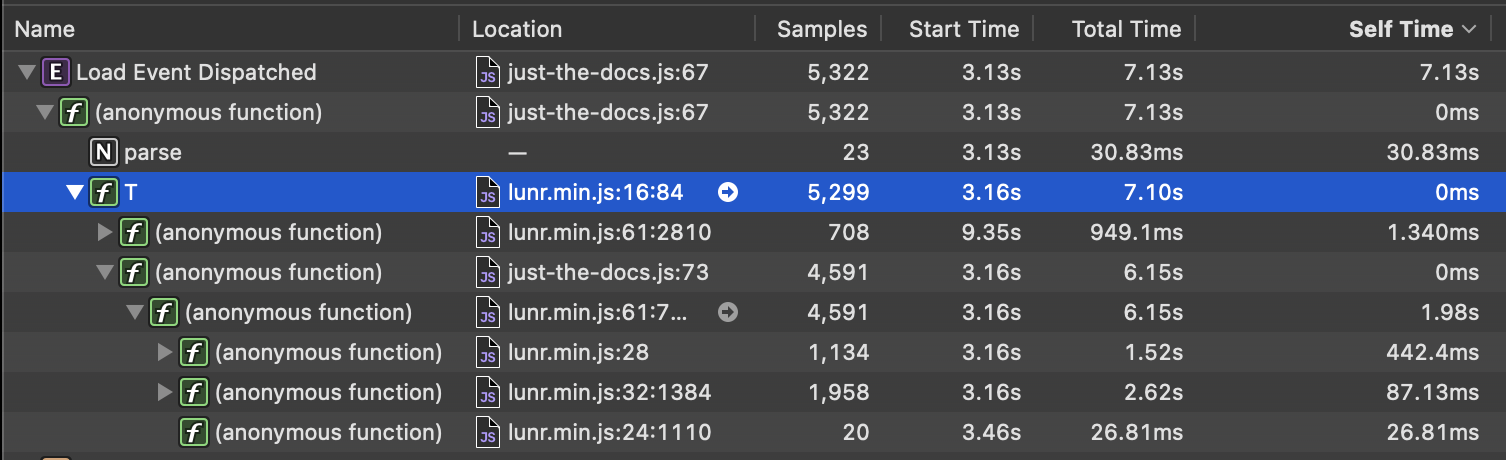 Name Location Samples Start Time Total Time Self Time
E Load Event Dispatched JS just-the-docs.js:67 5,322 3.13s 7.13s 7.13s
f (anonymous function) JS just-the-docs.js:67 5,322 3.13s 7.13s 0ms
N parse — 23 3.13s 30.83ms 30.83ms
f T JS lunr.min.js:16:84 5,299 3.16s 7.10s 0ms
f (anonymous function) JS lunr.min.js:61:2810 708 9.35s 949.1ms 1.340ms
f (anonymous function) JS just-the-docs.js:73 4,591 3.16s 6.15s 0ms
f (anonymous function) JS lunr.min.js:61:7... 4,591 3.16s 6.15s 1.98s
f (anonymous function) JS lunr.min.js:28 1,134 3.16s 1.52s 442.4ms
f (anonymous function) JS lunr.min.js:32:1384 1,958 3.16s 2.62s 87.13ms
f (anonymous function) JS lunr.min.js:24:1110 20 3.46s 26.81ms 26.81ms